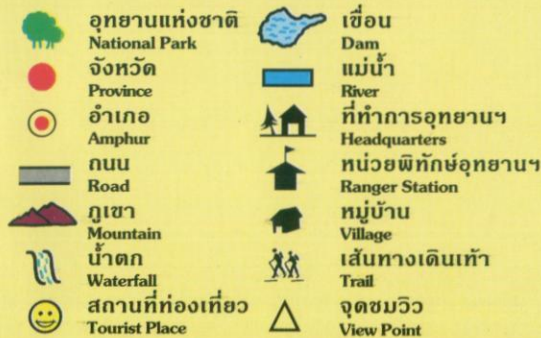 อุทยานแห่งชาติ
National Park
จังหวัด
Province
อำเภอ
Amphur
ถนน
Road
ภูเขา
Mountain
น้ำตก
Waterfall
สถานที่ท่องเที่ยว
Tourist Place
เขื่อน
Dam
แม่น้ำ
River
ที่ทำการอุทยานฯ
Headquarters
หน่วยพิทักษ์อุทยานฯ
Ranger Station
หมู่บ้าน
Village
เส้นทางเดินเท้า
Trail
จุดชมวิว
View Point